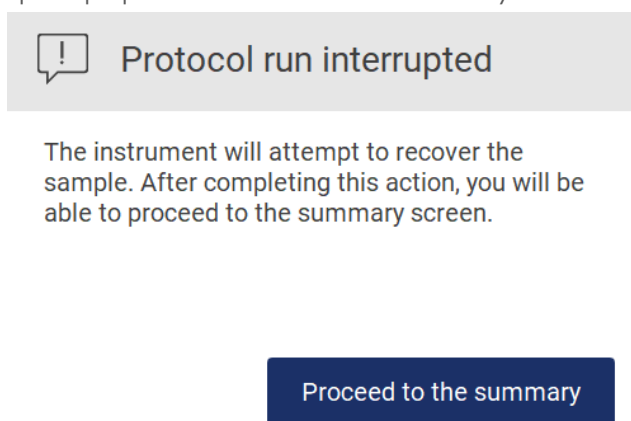 Protocol run interrupted
The instrument will attempt to recover the
sample. After completing this action, you will be
able to proceed to the summary screen.
Proceed to the summary